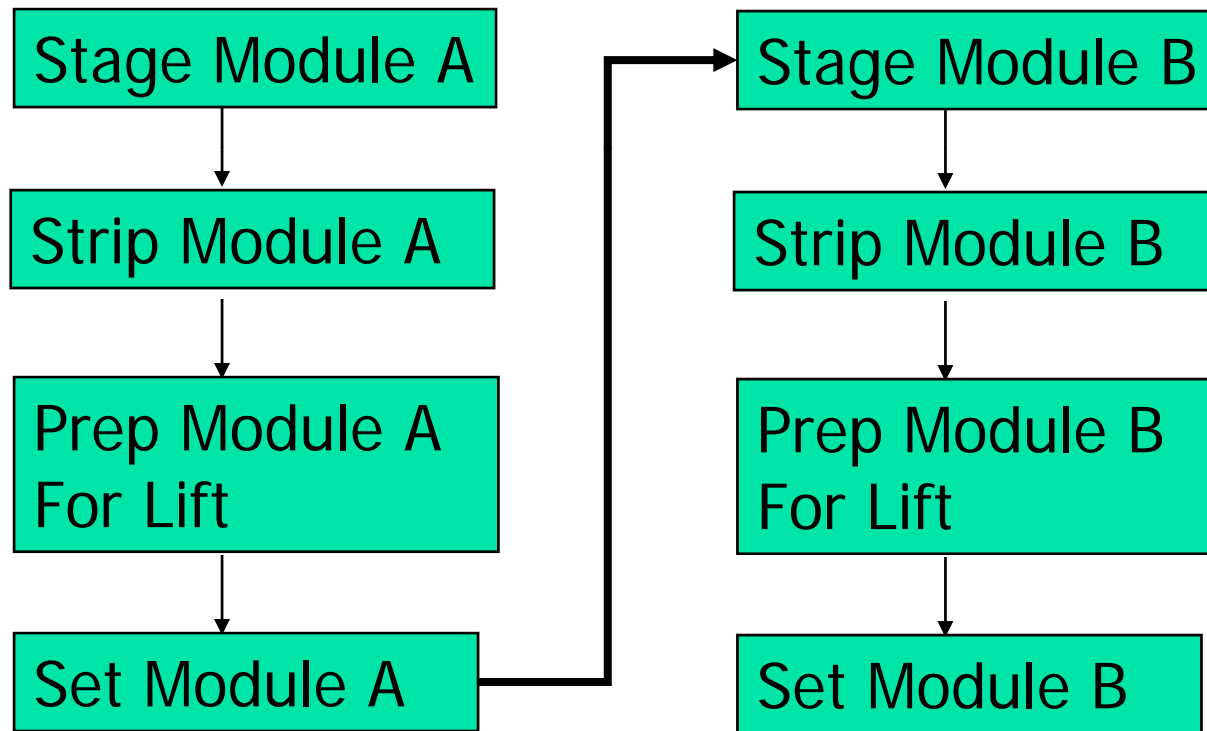 Stage Module A
Strip Module A
Prep Module A
For Lift
Set Module A
Stage Module B
Strip Module B
Prep Module B
For Lift
Set Module B